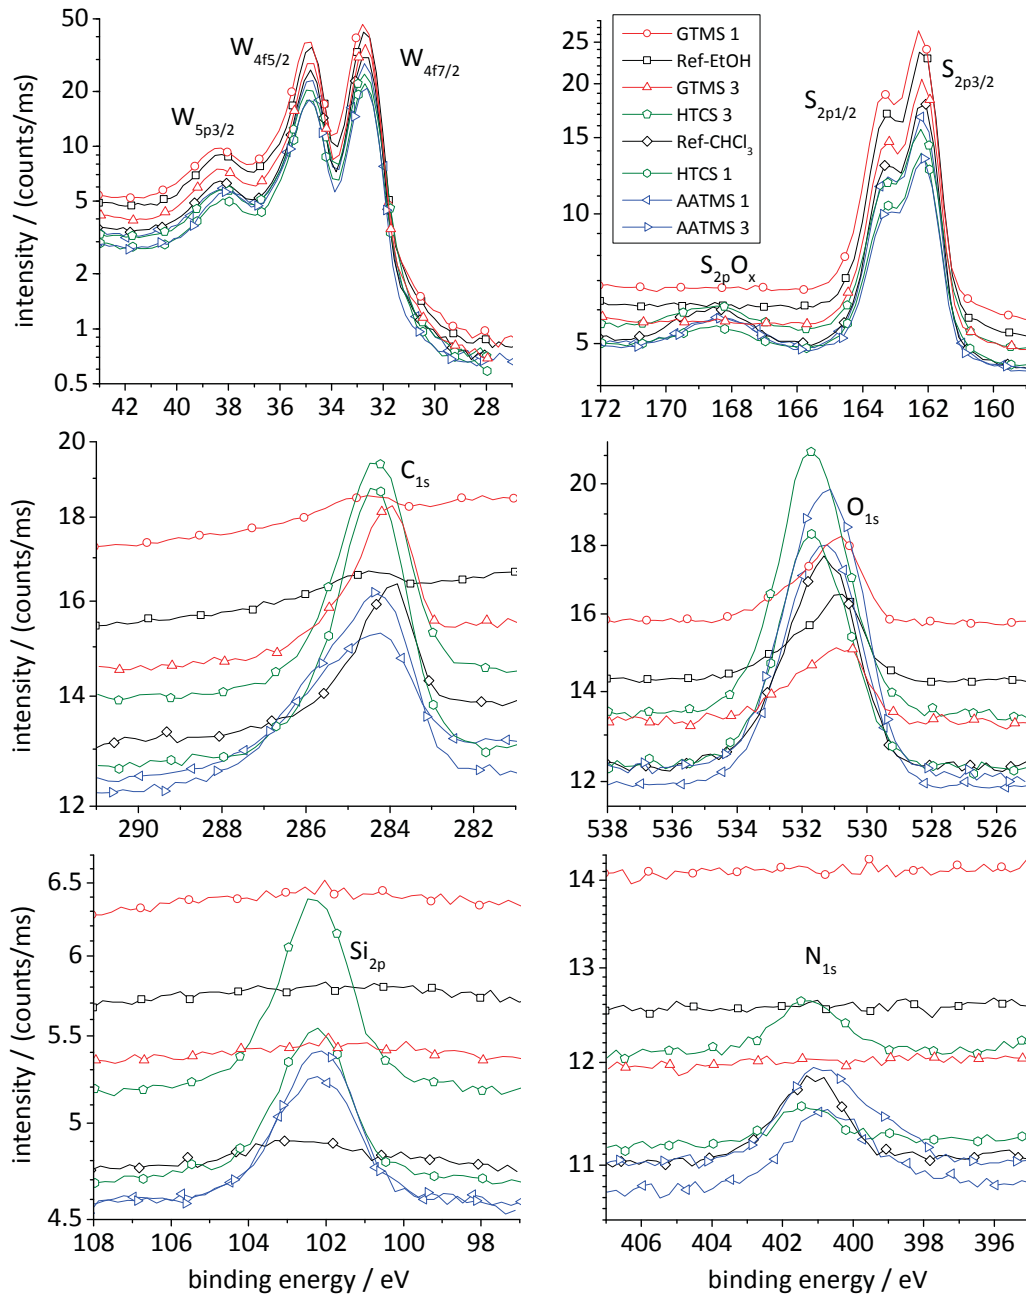 50
20
10
5
2
1
0.5
intensity / (counts/ms)
W5p3/2
W4f5/2
W4f7/2
42 40 38 36 34 32 30 28
25
20
15
10
5
GTMS 1
Ref-EtOH
GTMS 3
HTCS 3
Ref-CHCl3
HTCS 1
AATMS 1
AATMS 3
S2p1/2
S2p3/2
S2pOx
172 170 168 166 164 162 160
20
18
16
14
12
intensity / (counts/ms)
C1s
290 288 286 284 282
20
18
16
14
12
O1s
538 536 534 532 530 528 526
6.5
6
5.5
5
4.5
intensity / (counts/ms)
Si2p
108 106 104 102 100 98
binding energy / eV
14
13
12
11
N1s
406 404 402 400 398 396
binding energy / eV